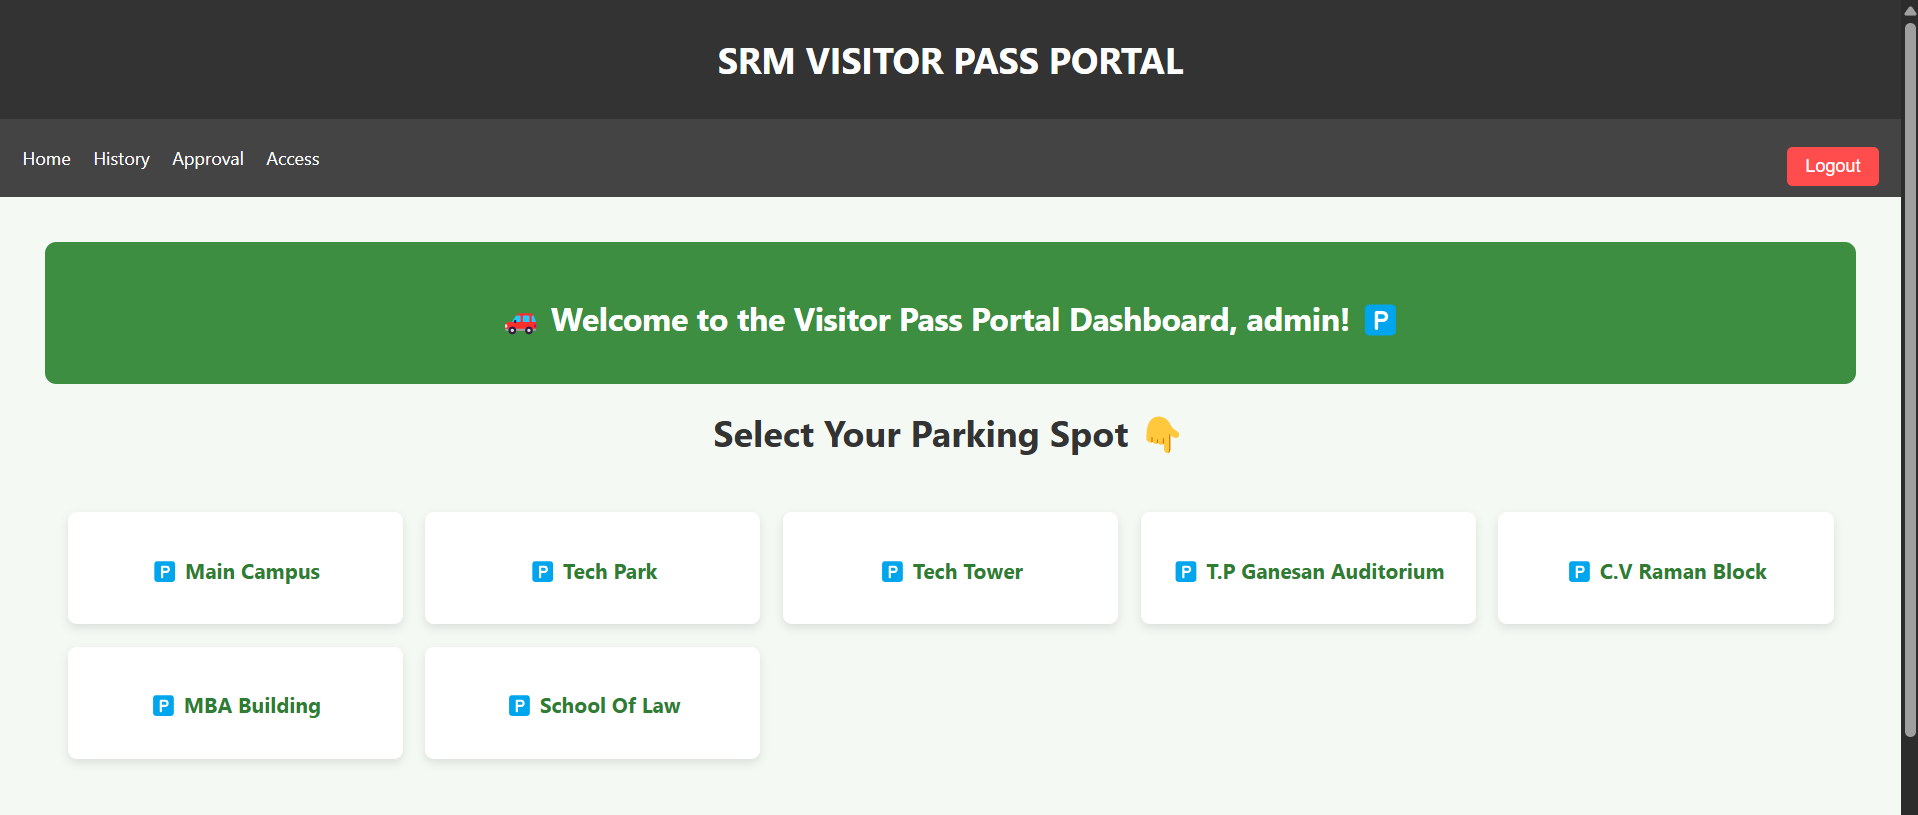 SRM VISITOR PASS PORTAL
Home History Approval Access
Logout
🚗 Welcome to the Visitor Pass Portal Dashboard, admin! 🅿️
Select Your Parking Spot 👇
🅿️ Main Campus
🅿️ Tech Park
🅿️ Tech Tower
🅿️ T.P Ganesan Auditorium
🅿️ C.V Raman Block
🅿️ MBA Building
🅿️ School Of Law